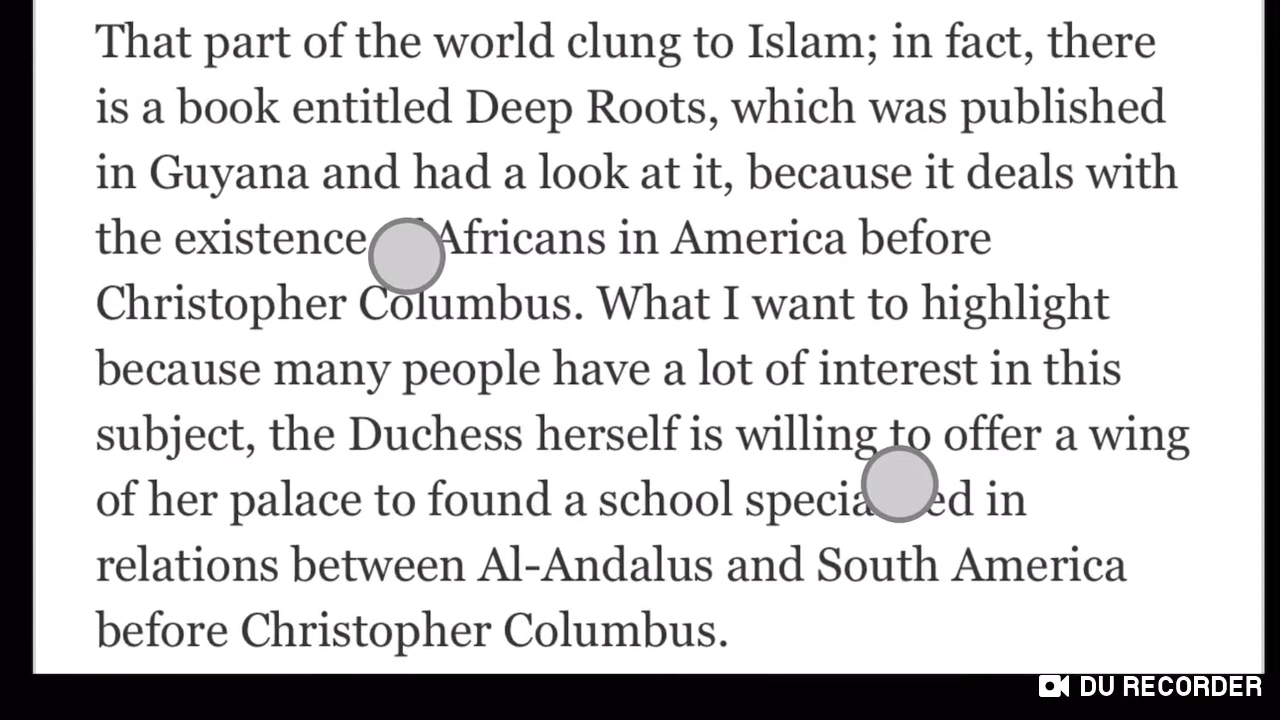 That part of the world clung to Islam; in fact, there
is a book entitled Deep Roots, which was published
in Guyana and had a look at it, because it deals with
the existence Africans in America before
Christopher Columbus. What I want to highlight
because many people have a lot of interest in this
subject, the Duchess herself is willing to offer a wing
of her palace to found a school in
relations between Al-Andalus and South America
before Christopher Columbus.
DU RECORDER